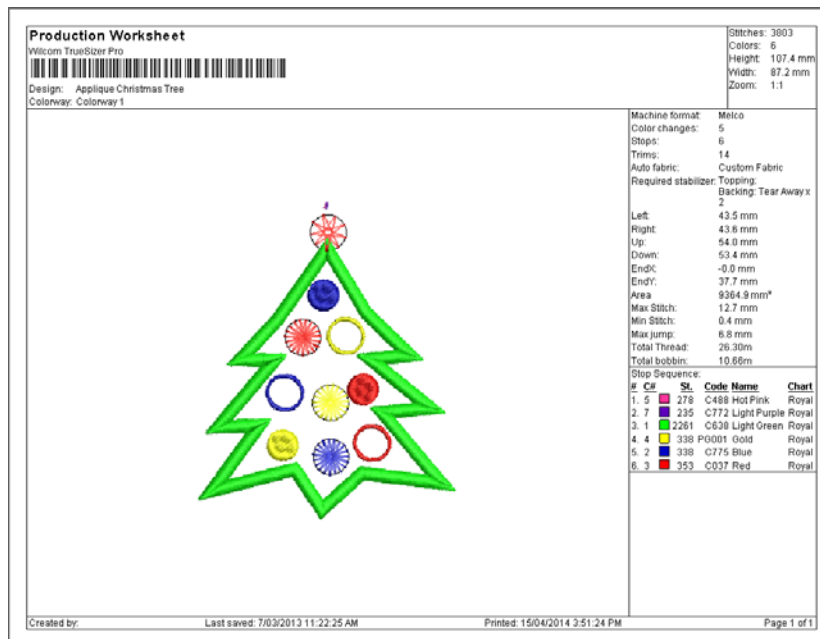 Production Worksheet
Wilcom TrueSizer Pro
Design: Applique Christmas Tree
Colorway: Colorway 1
Stitches: 3803
Colors: 6
Height: 107.4 mm
Width: 87.2 mm
Zoom: 1:1
Machine format: Melco
Color changes: 5
Stops: 6
Trims: 14
Auto fabric: Custom Fabric
Required stabilizer: Topping:
Backing: Tear Away x
2
Left: 43.5 mm
Right: 43.6 mm
Up: 54.0 mm
Down: 53.4 mm
EndX: -0.0 mm
EndY: 37.7 mm
Area 9364.9 mm²
Max Stitch: 12.7 mm
Min Stitch: 0.4 mm
Max jump: 6.8 mm
Total Thread: 26.30m
Total bobbin: 10.66m
Stop Sequence:
# C# St. Code Name Chart
1. 5 278 C488 Hot Pink Royal
2. 7 235 C772 Light Purple Royal
3. 1 2261 C638 Light Green Royal
4. 4 338 PG001 Gold Royal
5. 2 338 C775 Blue Royal
6. 3 353 C037 Red Royal
Created by: Last saved: 7/03/2013 11:22:25 AM Printed: 15/04/2014 3:51:24 PM Page 1 of 1